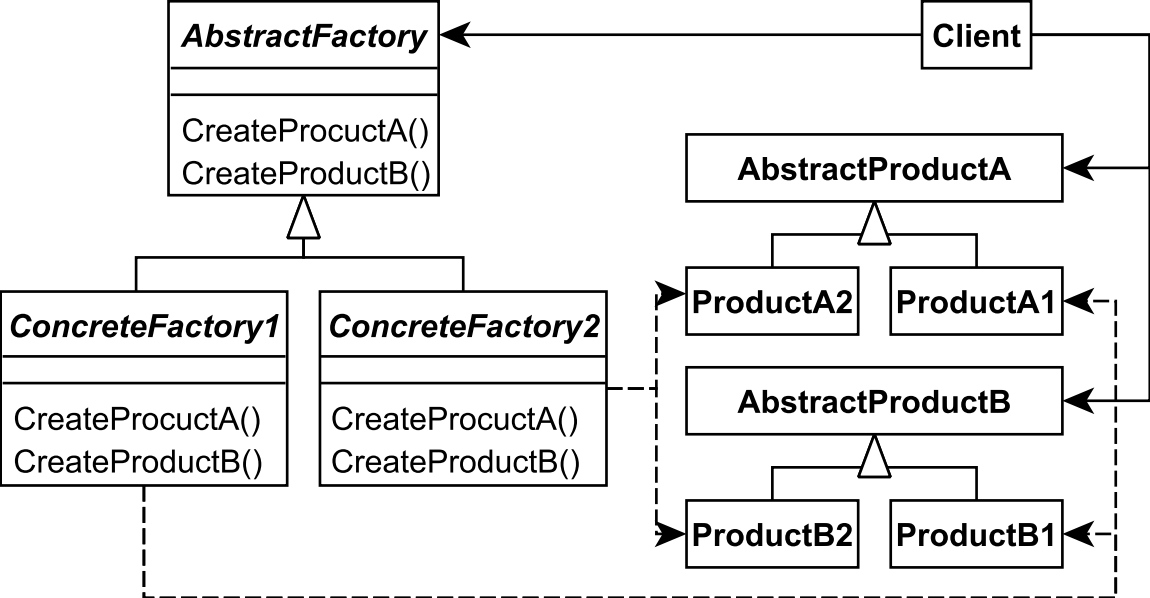 AbstractFactory
Client
CreateProcuctA()
CreateProductB()
AbstractProductA
ProductA2
ProductA1
ConcreteFactory1
ConcreteFactory2
AbstractProductB
CreateProcuctA()
CreateProductB()
CreateProcuctA()
CreateProductB()
ProductB2
ProductB1